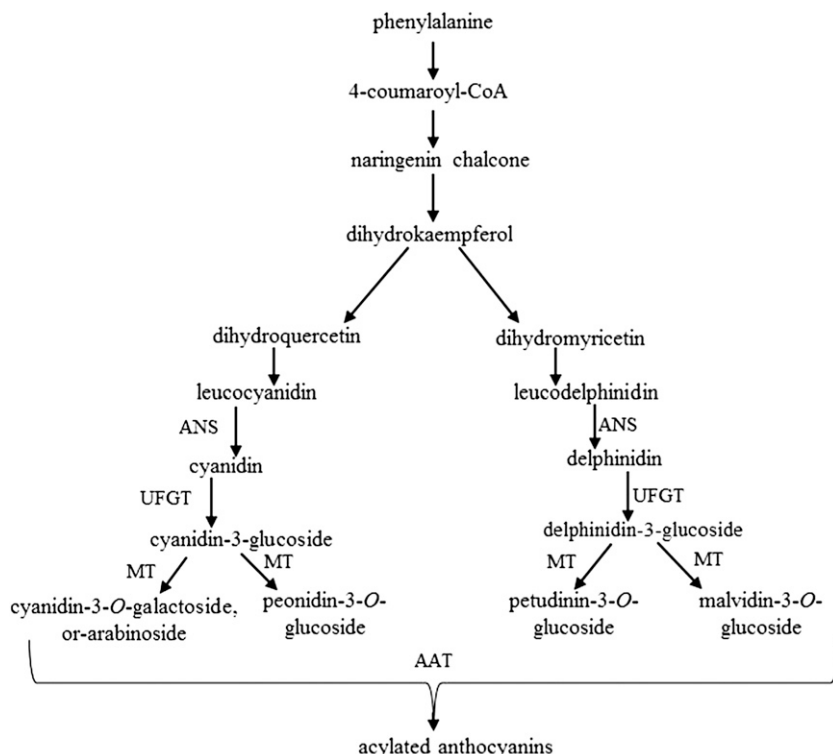 phenylalanine
4-coumaroyl-CoA
naringenin chalcone
dihydrokaempferol
dihydroquercetin
dihydromyricetin
leucocyanidin
leucodelphinidin
ANS
ANS
cyanidin
delphinidin
UFGT
UFGT
cyanidin-3-glucoside
delphinidin-3-glucoside
MT
MT
MT
MT
cyanidin-3-O-galactoside,
or-arabinoside
peonidin-3-O-
glucoside
petudinin-3-O-
glucoside
malvidin-3-O-
glucoside
AAT
acylated anthocyanins